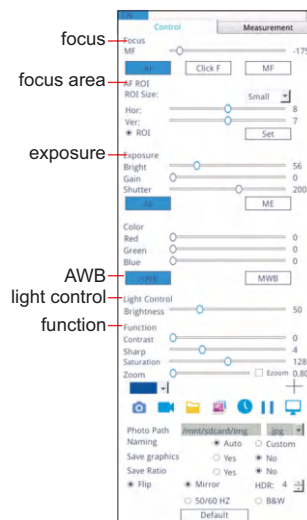 EN
Control Measurement
focus Focus
MF -175
AF Click F MF
focus area AF ROI
ROI Size: Small
Hor: 8
Ver: 7
ROI Set
exposure Exposure
Bright 56
Gain 0
Shutter 200
AE ME
Color
Red 0
Green 0
Blue 0
AWB AWB MWB
light control Light Control
Brightness 50
function Function
Contrast 0
Sharp 4
Saturation 128
Zoom 0.80
Photo Path /mnt/sdcard/img .jpg
Naming Auto Custom
Save graphics Yes No
Save Ratio Yes No
Flip Mirror HDR: 4
50/60 HZ B&W
Default